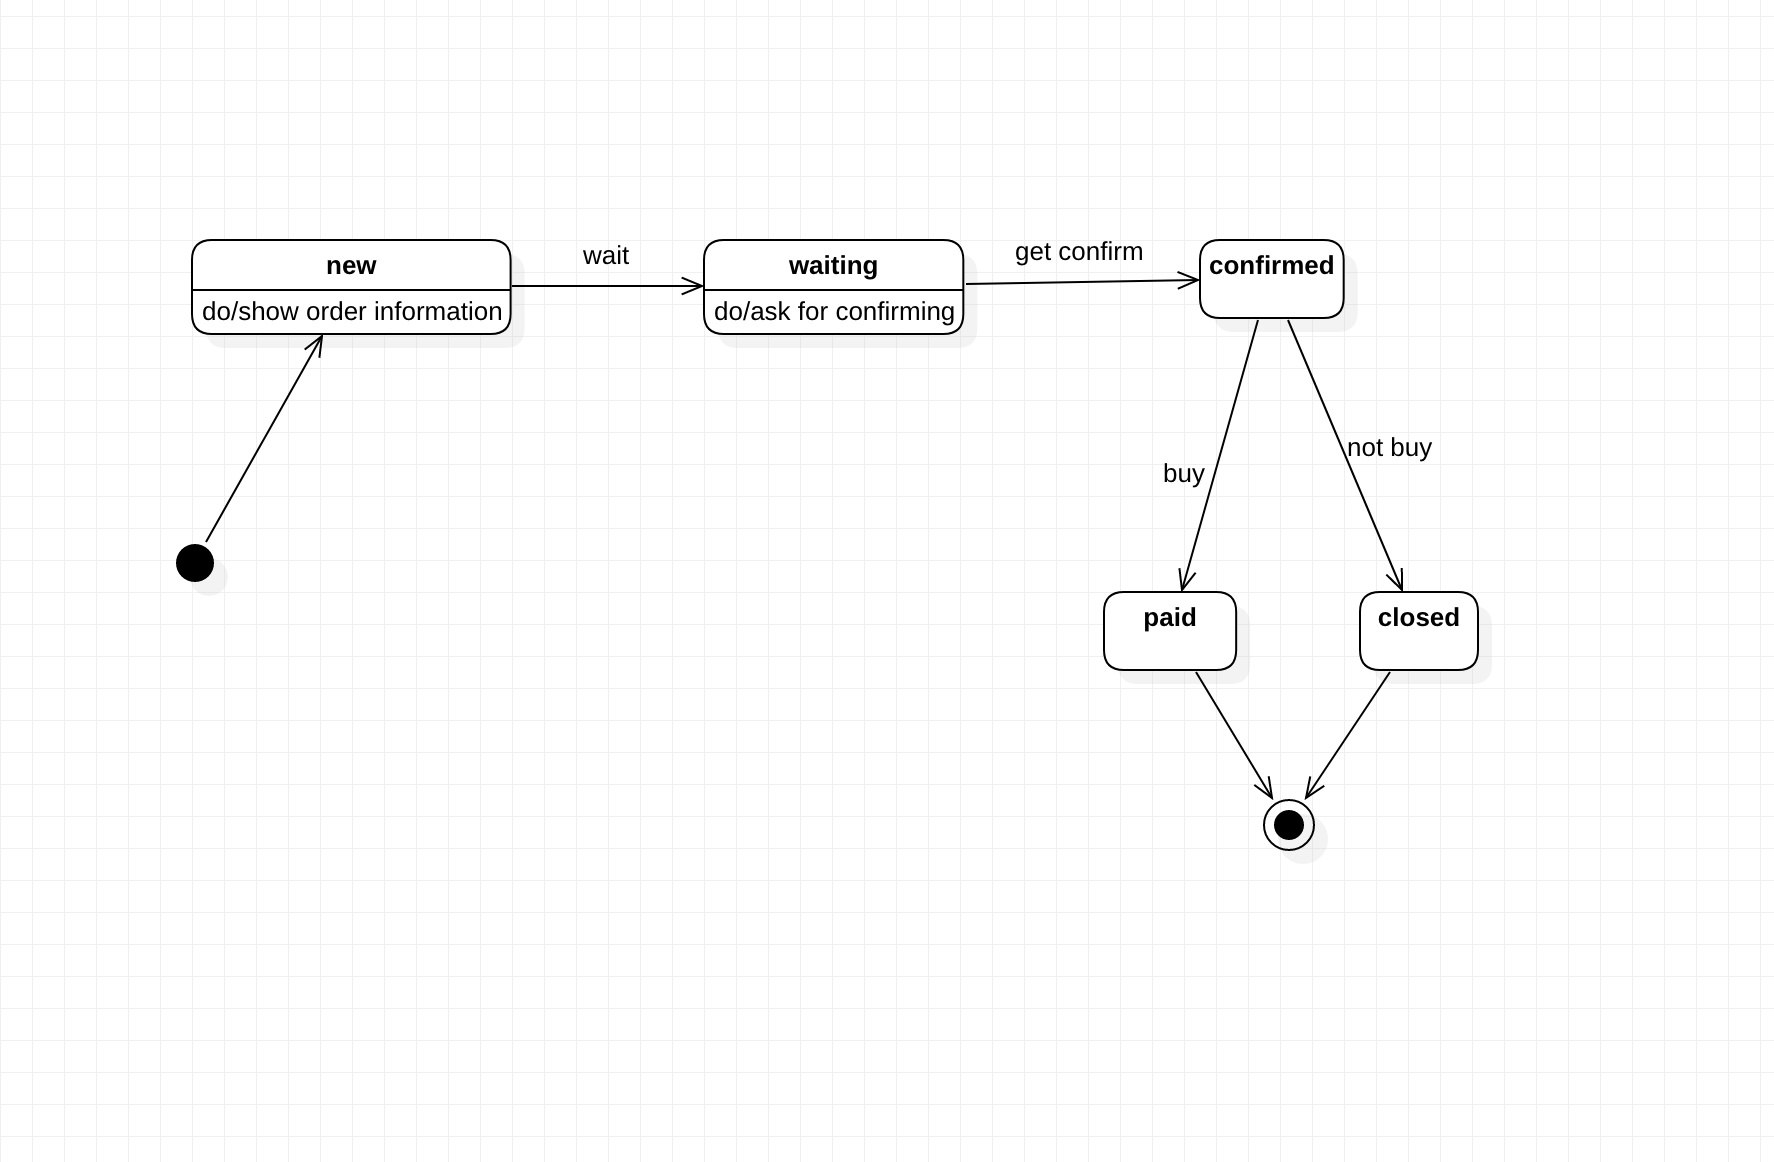 new
do/show order information
wait
waiting
do/ask for confirming
get confirm
confirmed
buy
not buy
paid
closed